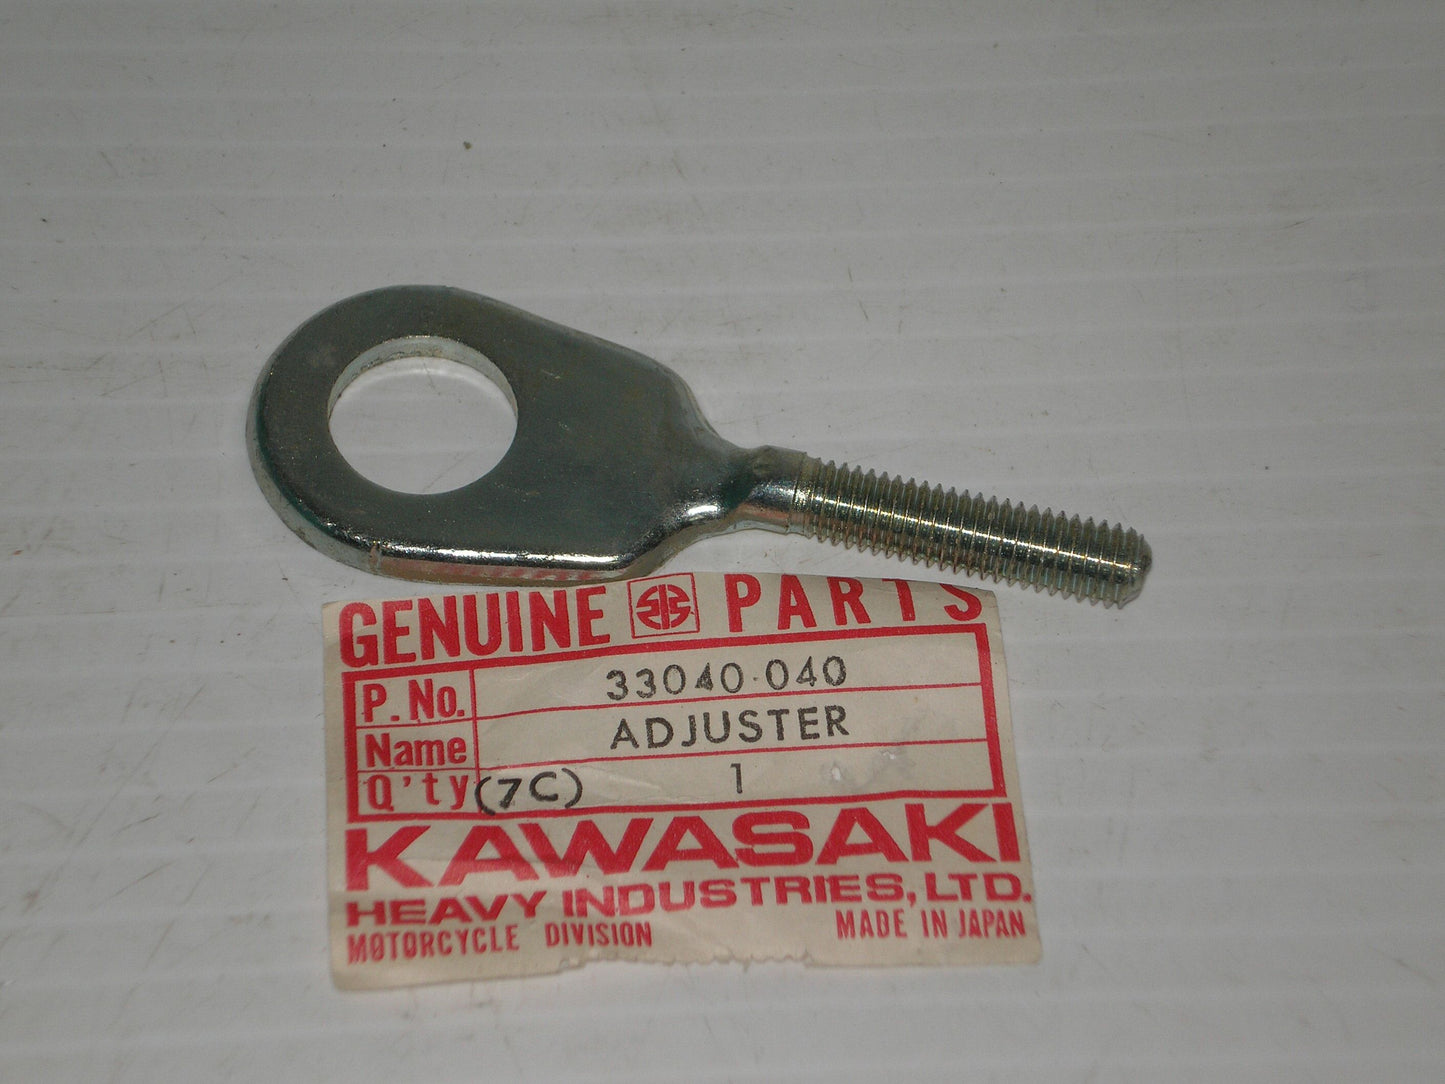 GENUINE PARTS
P. No. 33040-040
Name ADJUSTER
Q'ty (7C) 1
KAWASAKI
HEAVY INDUSTRIES, LTD.
MOTORCYCLE DIVISION MADE IN JAPAN